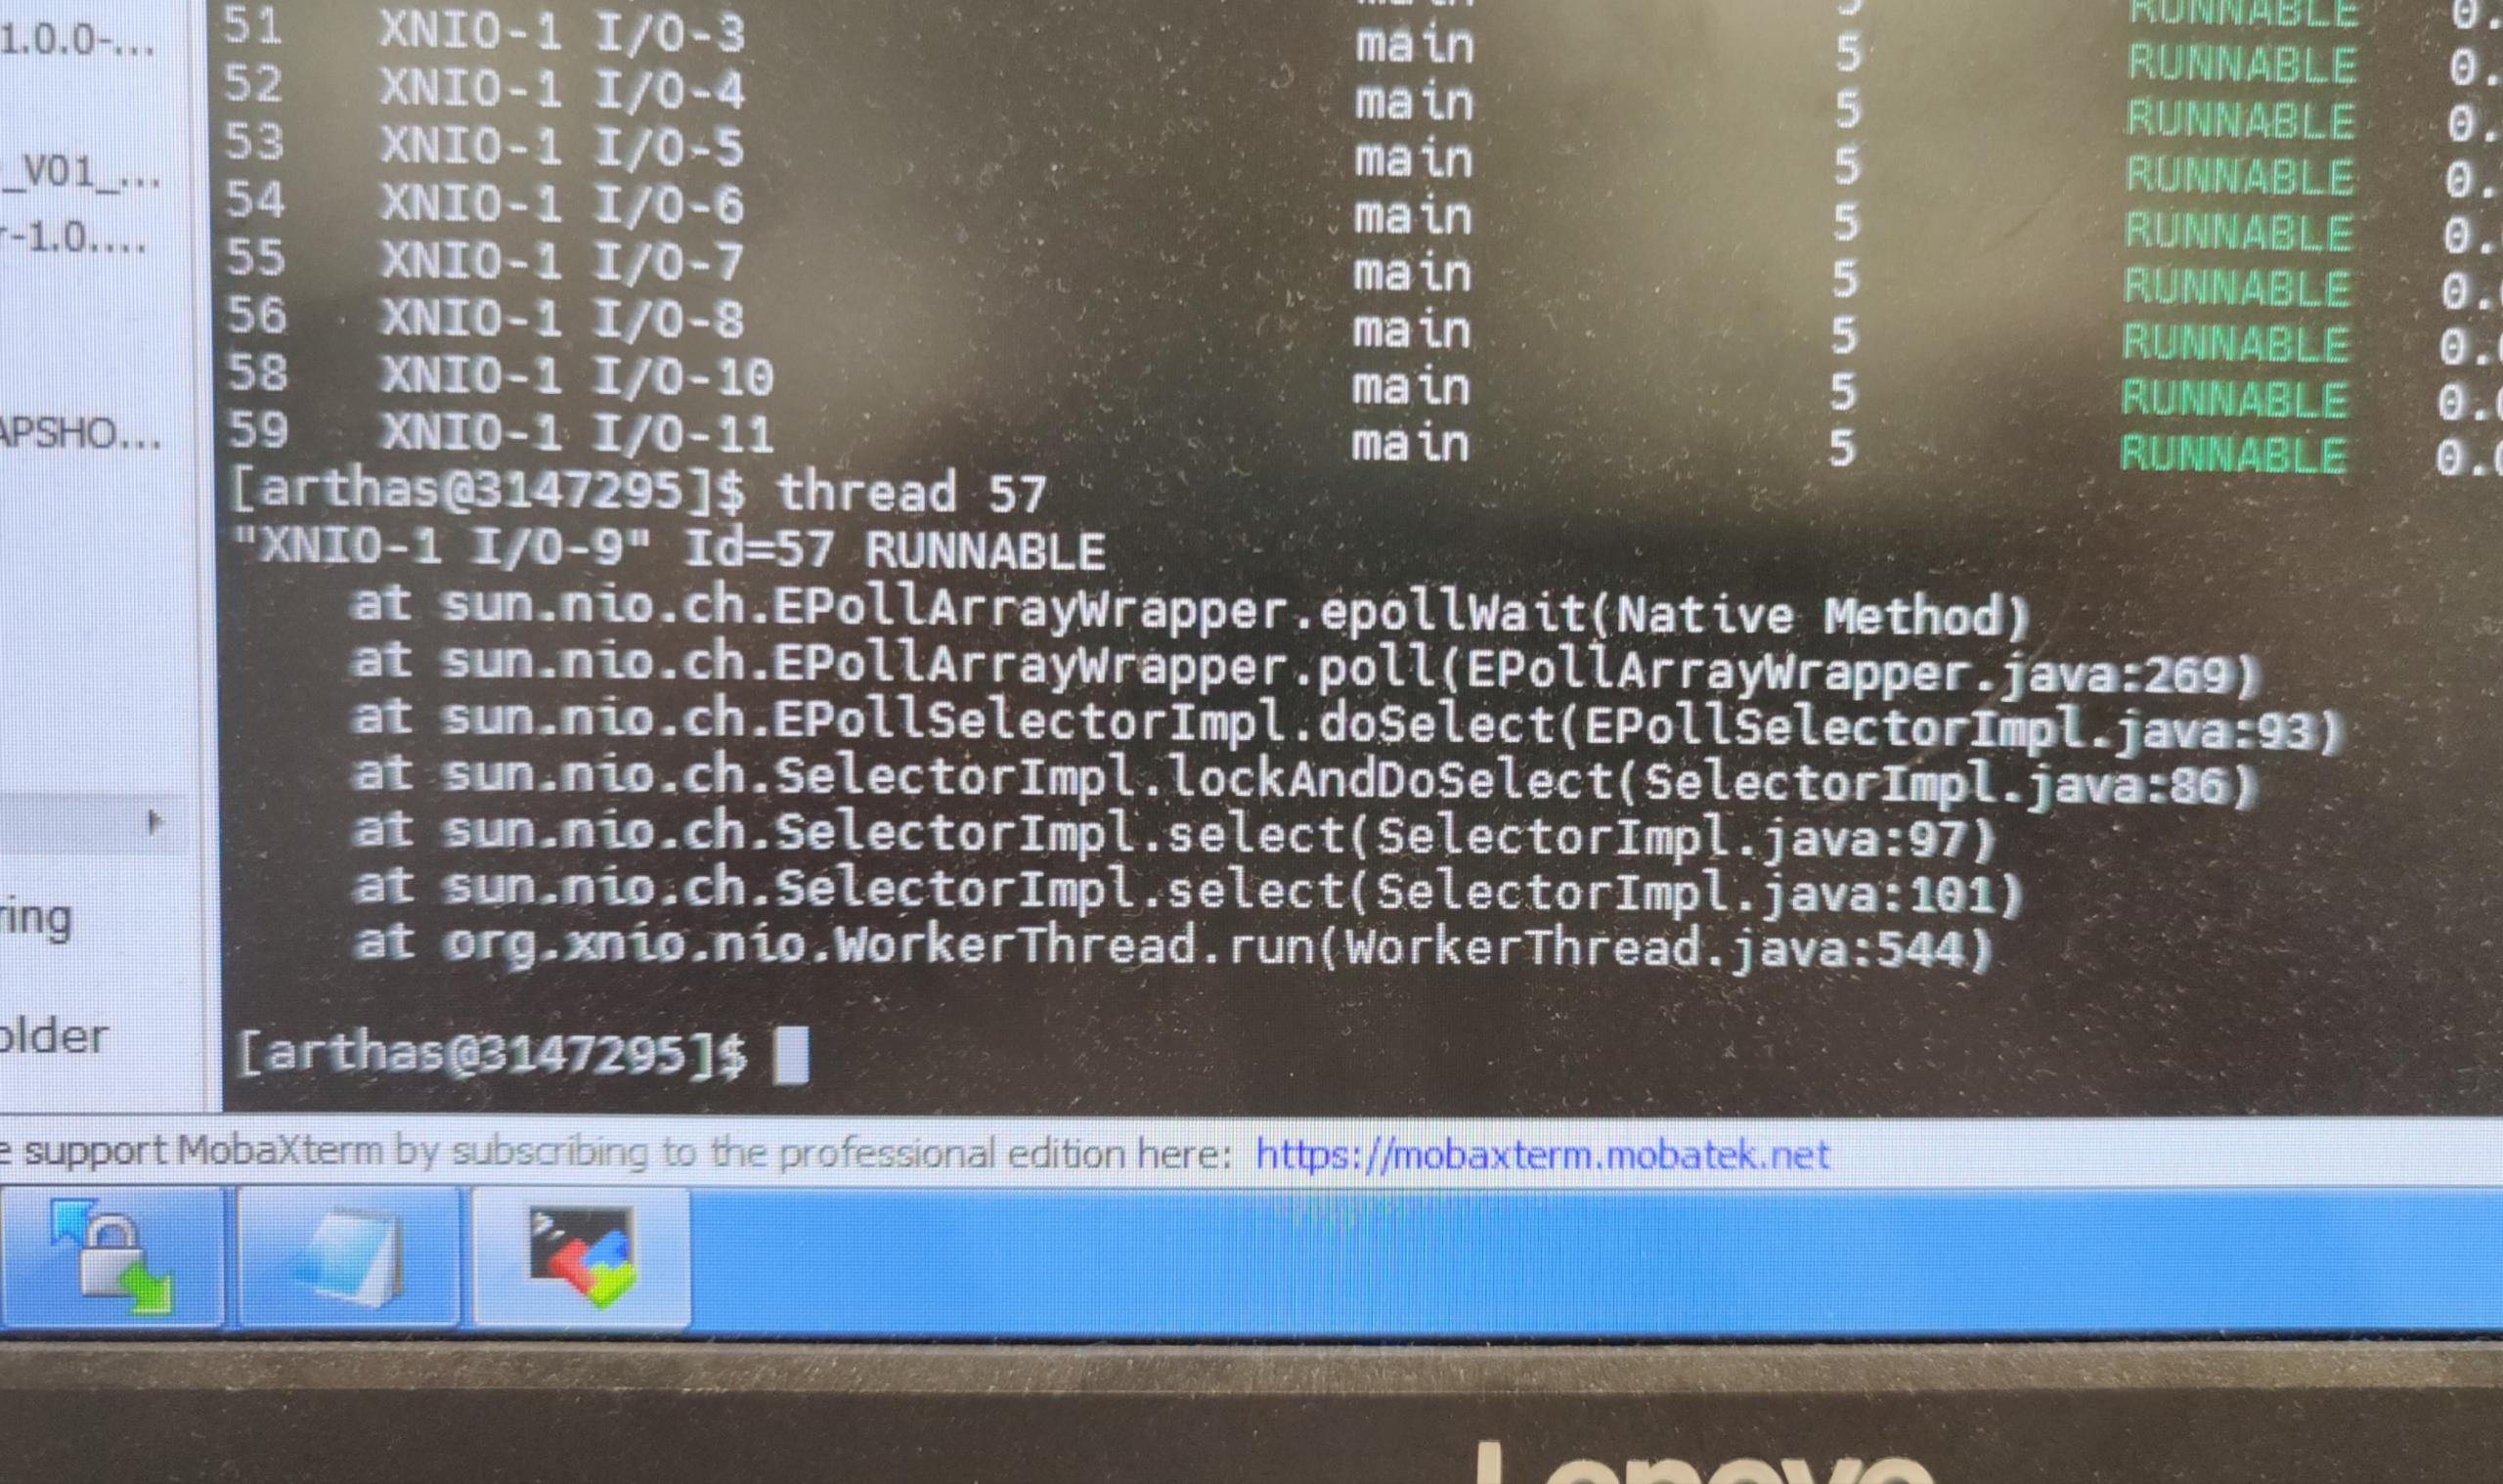 1.0.0-...
_V01_...
r-1.0....
APSHO...
ring
older
51 XNIO-1 I/O-3 main 5 RUNNABLE
52 XNIO-1 I/O-4 main 5 RUNNABLE 0.
53 XNIO-1 I/O-5 main 5 RUNNABLE 0.
54 XNIO-1 I/O-6 main 5 RUNNABLE 0.
55 XNIO-1 I/O-7 main 5 RUNNABLE 0.
56 XNIO-1 I/O-8 main 5 RUNNABLE 0.
58 XNIO-1 I/O-10 main 5 RUNNABLE 0.
59 XNIO-1 I/O-11 main 5 RUNNABLE 0.
[arthas@3147295]$ thread 57
"XNIO-1 I/O-9" Id=57 RUNNABLE
at sun.nio.ch.EPollArrayWrapper.epollWait(Native Method)
at sun.nio.ch.EPollArrayWrapper.poll(EPollArrayWrapper.java:269)
at sun.nio.ch.EPollSelectorImpl.doSelect(EPollSelectorImpl.java:93)
at sun.nio.ch.SelectorImpl.lockAndDoSelect(SelectorImpl.java:86)
at sun.nio.ch.SelectorImpl.select(SelectorImpl.java:97)
at sun.nio.ch.SelectorImpl.select(SelectorImpl.java:101)
at org.xnio.nio.WorkerThread.run(WorkerThread.java:544)
[arthas@3147295]$
e support MobaXterm by subscribing to the professional edition here: https://mobaxterm.mobatek.net
Lenovo